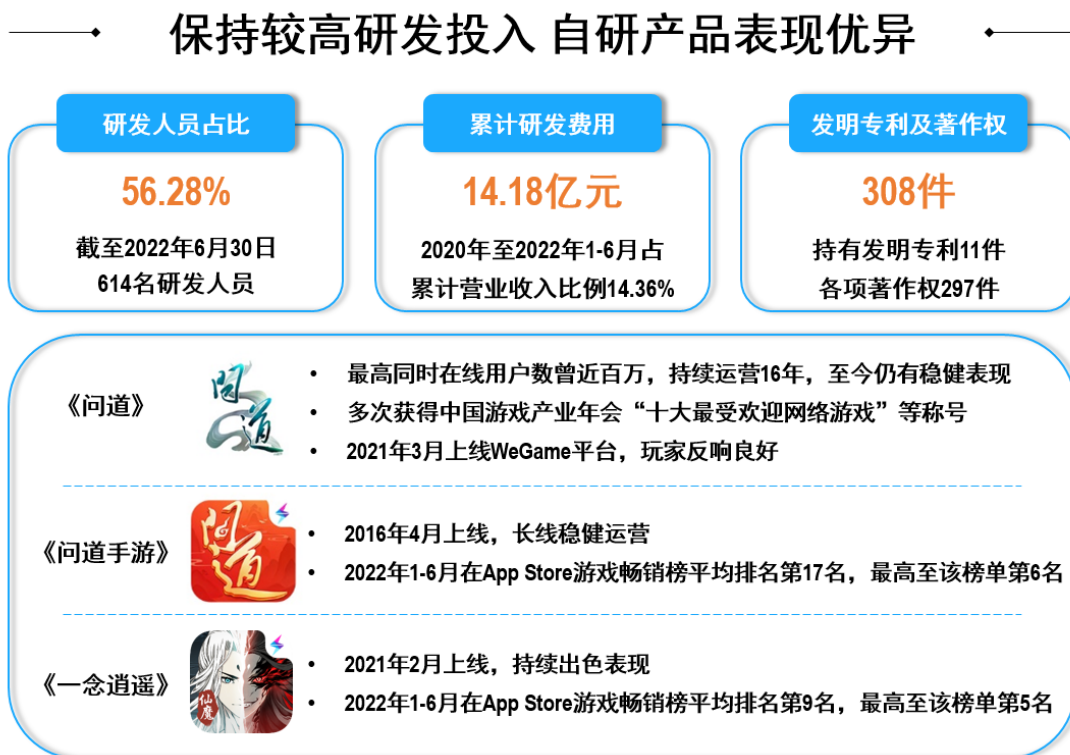 保持较高研发投入 自研产品表现优异
研发人员占比
56.28%
截至2022年6月30日
614名研发人员
累计研发费用
14.18亿元
2020年至2022年1-6月占
累计营业收入比例14.36%
发明专利及著作权
308件
持有发明专利11件
各项著作权297件
《问道》
问道
• 最高同时在线用户数曾近百万，持续运营16年，至今仍有稳健表现
• 多次获得中国游戏产业年会“十大最受欢迎网络游戏”等称号
• 2021年3月上线WeGame平台，玩家反响良好
《问道手游》
问道
• 2016年4月上线，长线稳健运营
• 2022年1-6月在App Store游戏畅销榜平均排名第17名，最高至该榜单第6名
《一念逍遥》
仙魔
• 2021年2月上线，持续出色表现
• 2022年1-6月在App Store游戏畅销榜平均排名第9名，最高至该榜单第5名